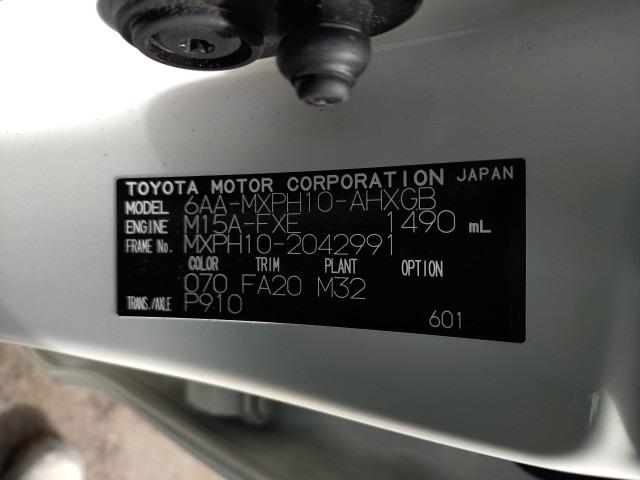 TOYOTA MOTOR CORPORATION JAPAN
MODEL 6AA-MXPH10-AHXGB
ENGINE M15A-FXE 1490 mL
FRAME No. MXPH10-2042991
COLOR TRIM PLANT OPTION
070 FA20 M32
TRANS./AXLE P910
601